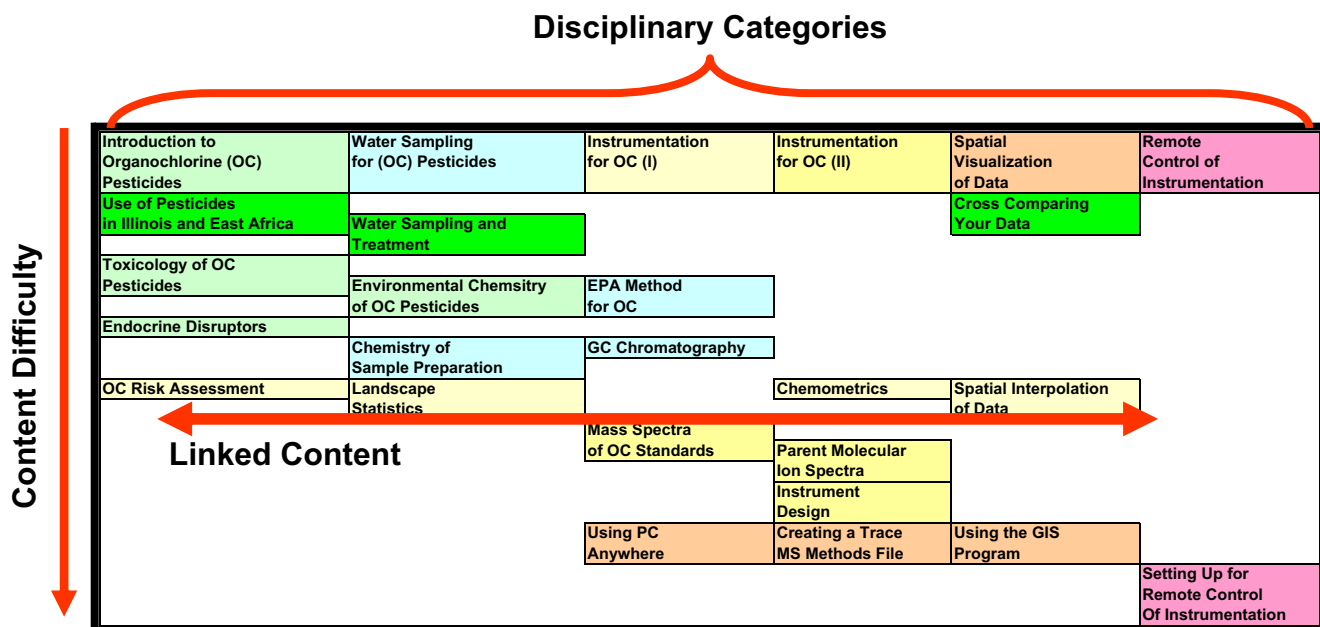 Disciplinary Categories
Content Difficulty
Introduction to
Organochlorine (OC)
Pesticides
Water Sampling
for (OC) Pesticides
Instrumentation
for OC (I)
Instrumentation
for OC (II)
Spatial
Visualization
of Data
Remote
Control of
Instrumentation
Use of Pesticides
in Illinois and East Africa
Cross Comparing
Your Data
Water Sampling and
Treatment
Toxicology of OC
Pesticides
Environmental Chemsitry
of OC Pesticides
EPA Method
for OC
Endocrine Disruptors
Chemistry of
Sample Preparation
GC Chromatography
OC Risk Assessment
Landscape
Statistics
Chemometrics
Spatial Interpolation
of Data
Linked Content
Mass Spectra
of OC Standards
Parent Molecular
Ion Spectra
Instrument
Design
Using PC
Anywhere
Creating a Trace
MS Methods File
Using the GIS
Program
Setting Up for
Remote Control
Of Instrumentation